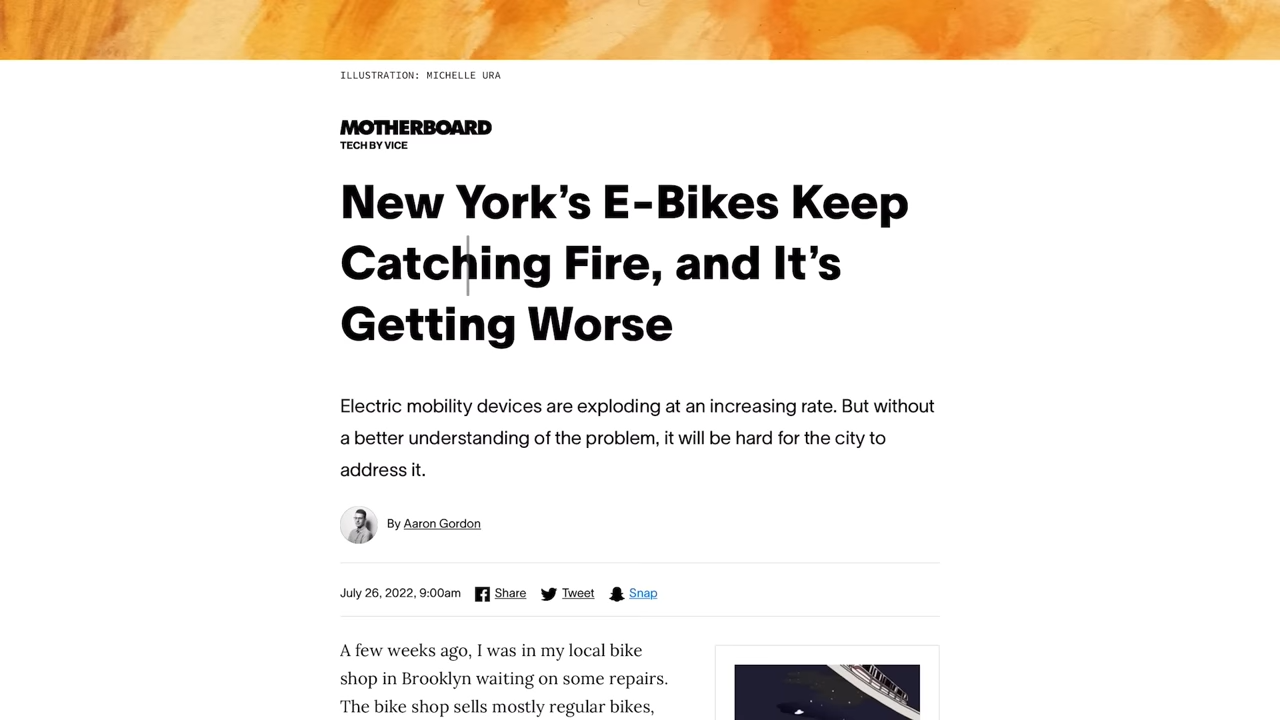 ILLUSTRATION: MICHELLE URA
MOTHERBOARD
TECH BY VICE
New York’s E-Bikes Keep
Catching Fire, and It’s
Getting Worse
Electric mobility devices are exploding at an increasing rate. But without
a better understanding of the problem, it will be hard for the city to
address it.
By Aaron Gordon
July 26, 2022, 9:00am Share Tweet Snap
A few weeks ago, I was in my local bike
shop in Brooklyn waiting on some repairs.
The bike shop sells mostly regular bikes,